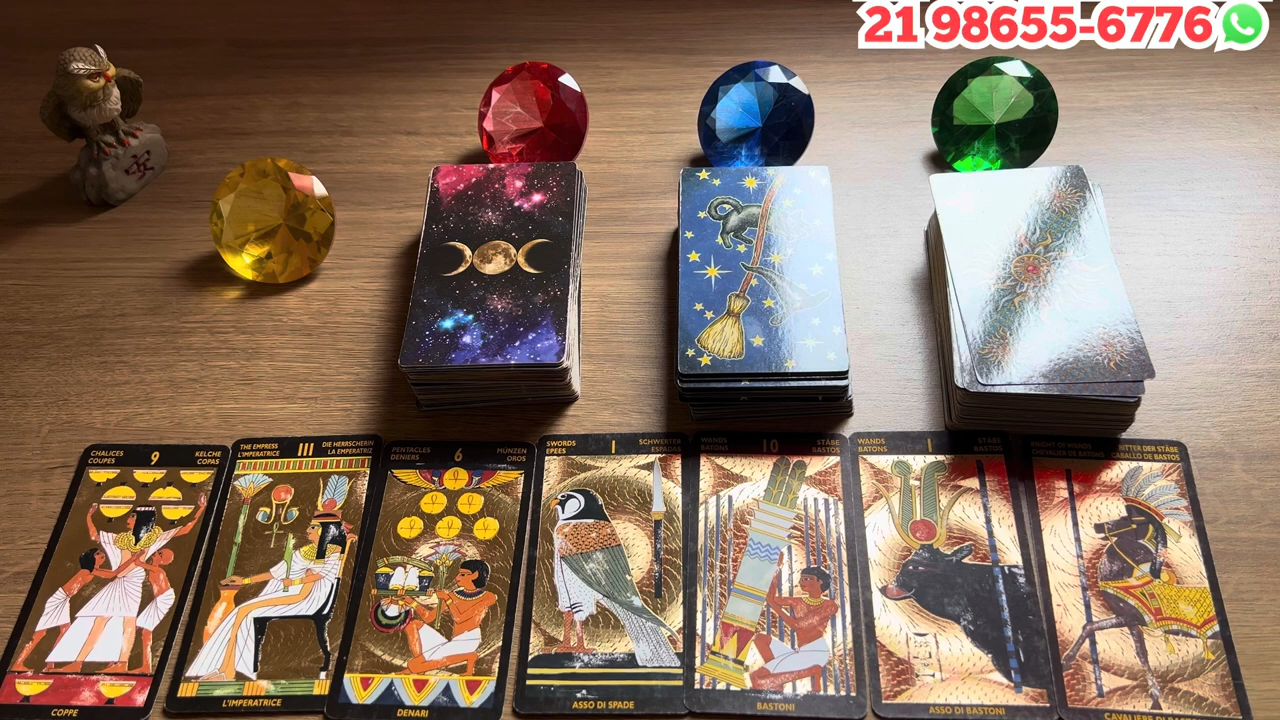 21 98655-6776
安
CHALICES
COUPES
9
KELCHE
COPAS
COPPE
THE EMPRESS
L'IMPERATRICE
III
DIE HERRSCHERIN
LA EMPERATRIZ
L'IMPERATRICE
PENTACLES
DENIERS
6
MÜNZEN
OROS
DENARI
SWORDS
EPEES
1
SCHWERTER
ESPADAS
ASSO DI SPADE
WANDS
BATONS
10
STÄBE
BASTOS
BASTONI
WANDS
BATONS
1
STÄBE
BASTOS
ASSO DI BASTONI
KNIGHT OF WANDS
CHEVALIER DE BATONS
RITTER DER STÄBE
CABALLO DE BASTOS